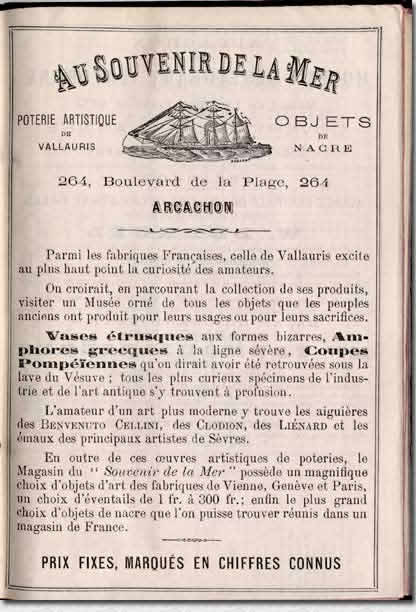 AU SOUVENIR DE LA MER
POTERIE ARTISTIQUE
DE
VALLAURIS
OBJETS
DE
NACRE
264, Boulevard de la Plage, 264
ARCACHON
Parmi les fabriques Françaises, celle de Vallauris excite
au plus haut point la curiosité des amateurs.
On croirait, en parcourant la collection de ses produits,
visiter un Musée orné de tous les objets que les peuples
anciens ont produit pour leurs usages ou pour leurs sacrifices.
Vases étrusques aux formes bizarres, Am-
phores grecques à la ligne sévère, Coupes
Pompéïennes qu'on dirait avoir été retrouvées sous la
lave du Vésuve ; tous les plus curieux spécimens de l'indus-
trie et de l'art antique s'y trouvent à profusion.
L'amateur d'un art plus moderne y trouve les aiguières
des BENVENUTO CELLINI, des CLODION, des LIÉNARD et les
émaux des principaux artistes de Sèvres.
En outre de ces œuvres artistiques de poteries, le
Magasin du " Souvenir de la Mer " possède un magnifique
choix d'objets d'art des fabriques de Vienne, Genève et Paris,
un choix d'éventails de 1 fr. à 300 fr.; enfin le plus grand
choix d'objets de nacre que l'on puisse trouver réunis dans un
magasin de France.
PRIX FIXES, MARQUÉS EN CHIFFRES CONNUS